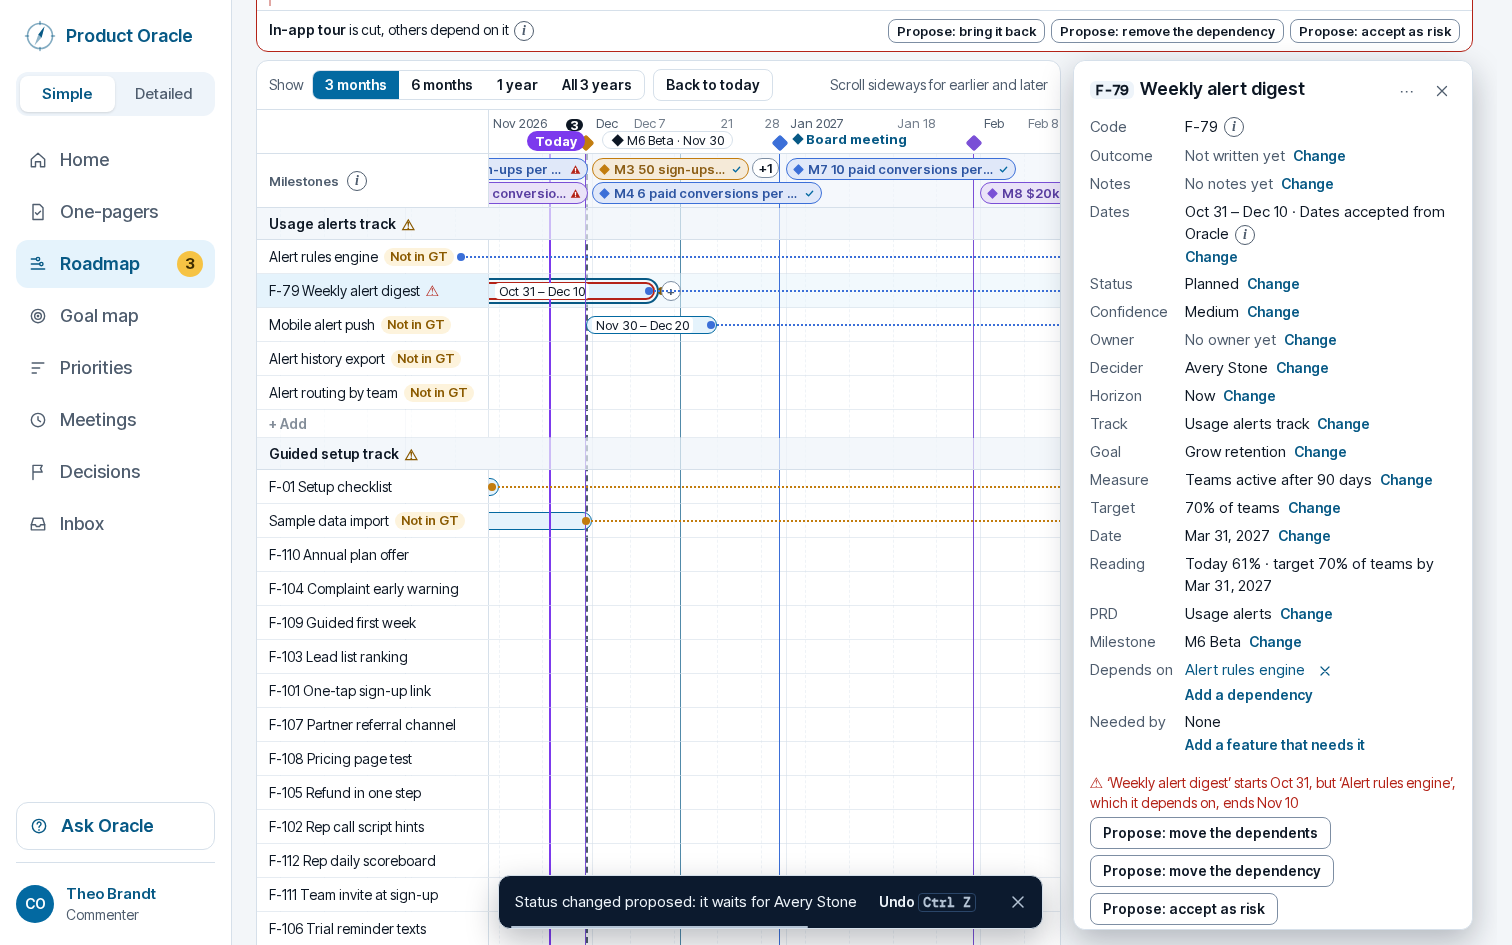 Product Oracle
Simple
Detailed
Home
One-pagers
Roadmap
3
Goal map
Priorities
Meetings
Decisions
Inbox
Ask Oracle
CO
Theo Brandt
Commenter
In-app tour is cut, others depend on it i
Propose: bring it back
Propose: remove the dependency
Propose: accept as risk
Show
3 months
6 months
1 year
All 3 years
Back to today
Scroll sideways for earlier and later
Nov 2026
3
Dec
Dec 7
21
28
Jan 2027
Jan 18
Feb
Feb 8
Today
M6 Beta · Nov 30
Board meeting
Milestones i
n-ups per ...
M3 50 sign-ups...
+1
M7 10 paid conversions per...
conversio...
M4 6 paid conversions per ...
M8 $20k
Usage alerts track
Alert rules engine Not in GT
F-79 Weekly alert digest
Oct 31 – Dec 10
Mobile alert push Not in GT
Nov 30 – Dec 20
Alert history export Not in GT
Alert routing by team Not in GT
+ Add
Guided setup track
F-01 Setup checklist
Sample data import Not in GT
F-110 Annual plan offer
F-104 Complaint early warning
F-109 Guided first week
F-103 Lead list ranking
F-101 One-tap sign-up link
F-107 Partner referral channel
F-108 Pricing page test
F-105 Refund in one step
F-102 Rep call script hints
F-112 Rep daily scoreboard
F-111 Team invite at sign-up
F-106 Trial reminder texts
Status changed proposed: it waits for Avery Stone
Undo Ctrl Z
F-79 Weekly alert digest
Code F-79 i
Outcome Not written yet Change
Notes No notes yet Change
Dates Oct 31 – Dec 10 · Dates accepted from
Oracle i
Change
Status Planned Change
Confidence Medium Change
Owner No owner yet Change
Decider Avery Stone Change
Horizon Now Change
Track Usage alerts track Change
Goal Grow retention Change
Measure Teams active after 90 days Change
Target 70% of teams Change
Date Mar 31, 2027 Change
Reading Today 61% · target 70% of teams by
Mar 31, 2027
PRD Usage alerts Change
Milestone M6 Beta Change
Depends on Alert rules engine
Add a dependency
Needed by None
Add a feature that needs it
‘Weekly alert digest’ starts Oct 31, but ‘Alert rules engine’,
which it depends on, ends Nov 10
Propose: move the dependents
Propose: move the dependency
Propose: accept as risk